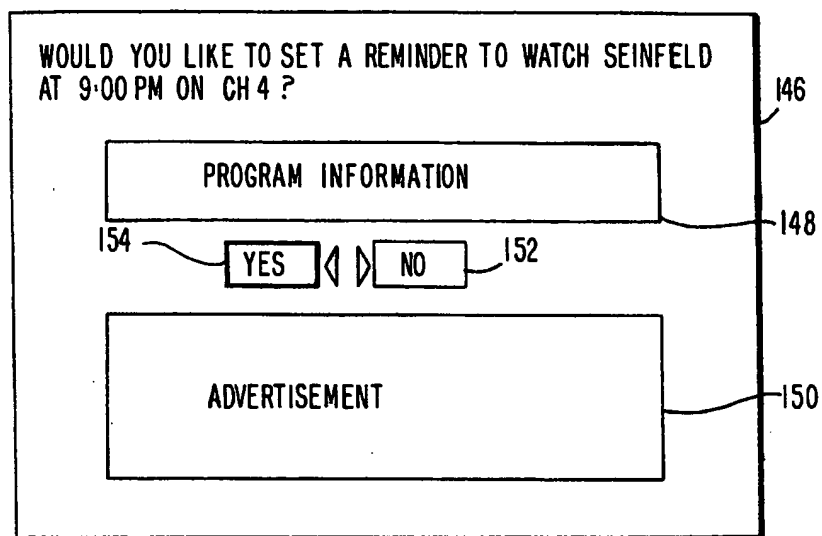 WOULD YOU LIKE TO SET A REMINDER TO WATCH SEINFELD
AT 9:00 PM ON CH 4 ?
146
PROGRAM INFORMATION
148
154
YES
NO
152
ADVERTISEMENT
150